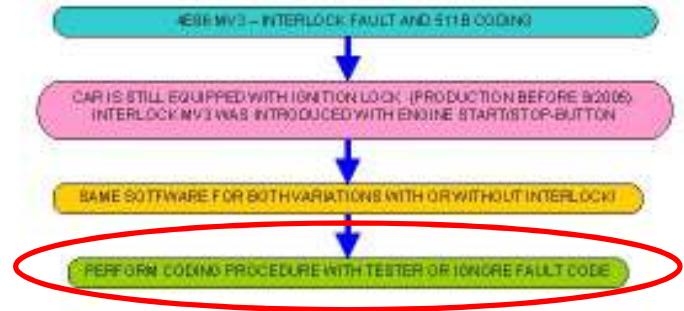 4E86 MV3 – INTERLOCK FAULT AND 511B CODING
CAR IS STILL EQUIPPED WITH IGNITION LOCK (PRODUCTION BEFORE 9/2005)
INTERLOCK MV3 WAS INTRODUCED WITH ENGINE START/STOP-BUTTON
SAME SOTFWARE FOR BOTH VARIATIONS WITH OR WITHOUT INTERLOCK!
PERFORM CODING PROCEDURE WITH TESTER OR IGNORE FAULT CODE